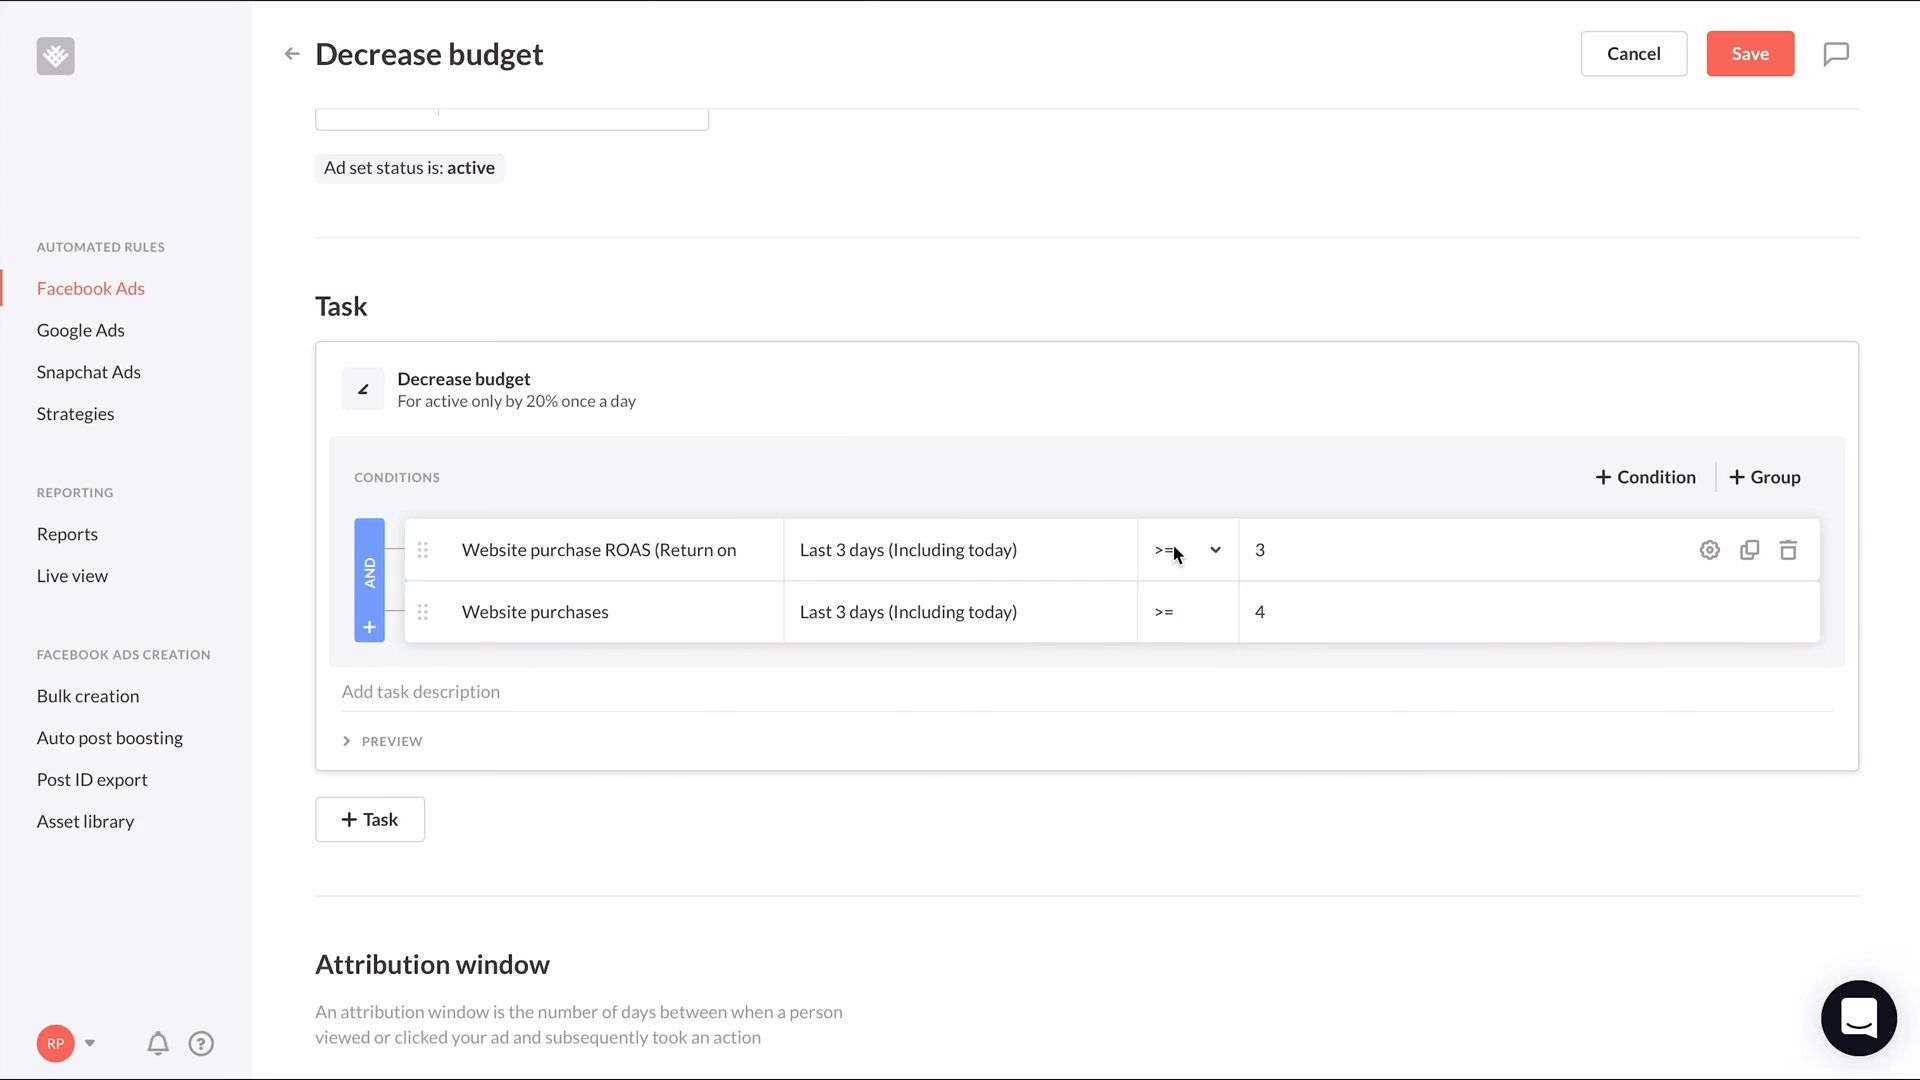 Decrease budget
Cancel
Save
Ad set status is: active
AUTOMATED RULES
Facebook Ads
Google Ads
Snapchat Ads
Strategies
REPORTING
Reports
Live view
FACEBOOK ADS CREATION
Bulk creation
Auto post boosting
Post ID export
Asset library
RP
Task
Decrease budget
For active only by 20% once a day
CONDITIONS
+ Condition
+ Group
AND
+
Website purchase ROAS (Return on
Last 3 days (Including today)
>=
3
Website purchases
Last 3 days (Including today)
>=
4
Add task description
PREVIEW
+ Task
Attribution window
An attribution window is the number of days between when a person
viewed or clicked your ad and subsequently took an action